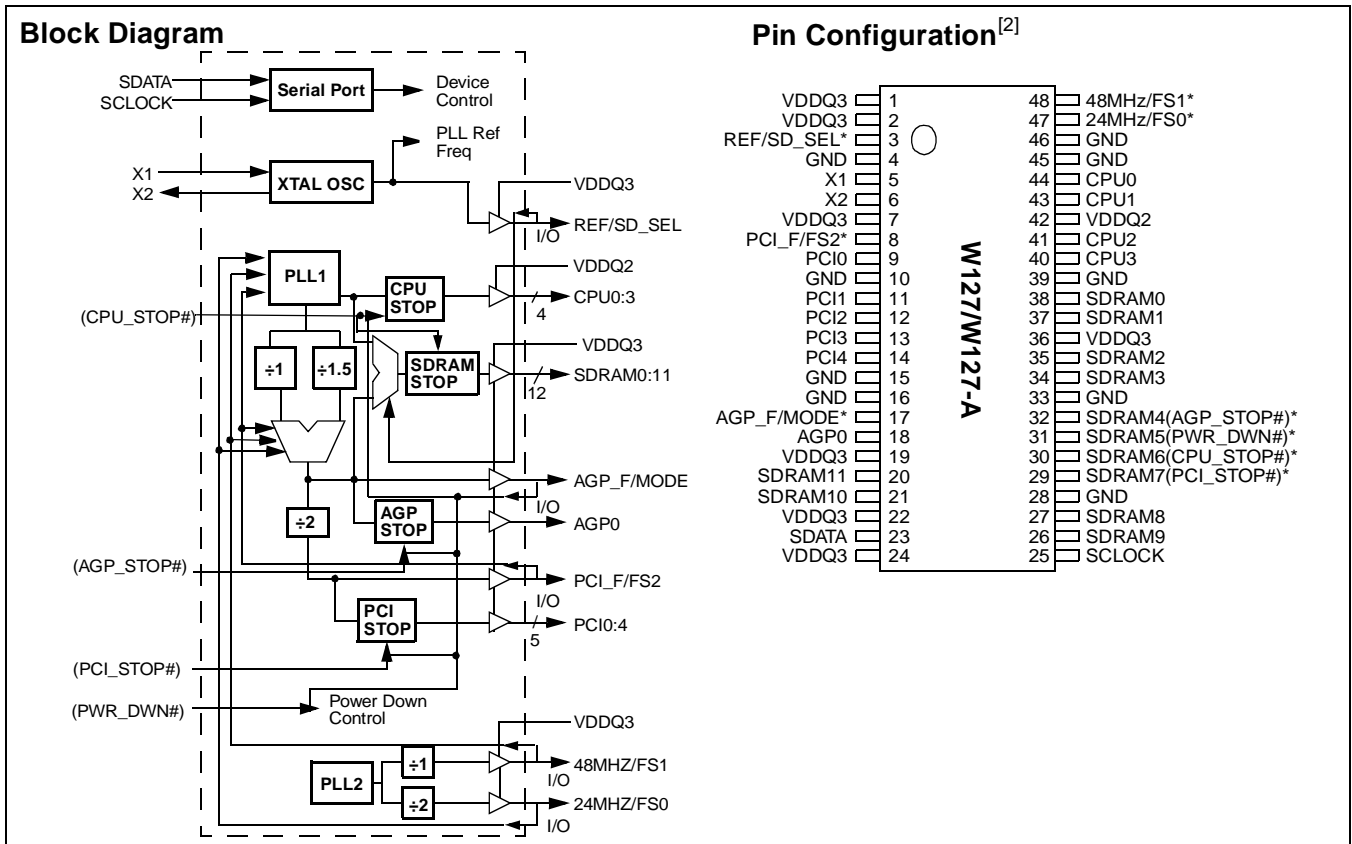 Block Diagram
SDATA
SCLOCK
Serial Port
Device
Control
PLL Ref
Freq
X1
X2
XTAL OSC
VDDQ3
REF/SD_SEL
I/O
PLL1
VDDQ2
CPU
STOP
CPU0:3
4
(CPU_STOP#)
VDDQ3
÷1
÷1.5
SDRAM
STOP
SDRAM0:11
12
AGP_F/MODE
I/O
÷2
AGP
STOP
AGP0
(AGP_STOP#)
PCI_F/FS2
I/O
PCI
STOP
PCI0:4
5
(PCI_STOP#)
(PWR_DWN#)
Power Down
Control
VDDQ3
PLL2
÷1
48MHZ/FS1
I/O
÷2
24MHZ/FS0
I/O
Pin Configuration[2]
VDDQ3 1
VDDQ3 2
REF/SD_SEL* 3
GND 4
X1 5
X2 6
VDDQ3 7
PCI_F/FS2* 8
PCI0 9
GND 10
PCI1 11
PCI2 12
PCI3 13
PCI4 14
GND 15
GND 16
AGP_F/MODE* 17
AGP0 18
VDDQ3 19
SDRAM11 20
SDRAM10 21
VDDQ3 22
SDATA 23
VDDQ3 24
W127/W127-A
48 48MHz/FS1*
47 24MHz/FS0*
46 GND
45 GND
44 CPU0
43 CPU1
42 VDDQ2
41 CPU2
40 CPU3
39 GND
38 SDRAM0
37 SDRAM1
36 VDDQ3
35 SDRAM2
34 SDRAM3
33 GND
32 SDRAM4(AGP_STOP#)*
31 SDRAM5(PWR_DWN#)*
30 SDRAM6(CPU_STOP#)*
29 SDRAM7(PCI_STOP#)*
28 GND
27 SDRAM8
26 SDRAM9
25 SCLOCK